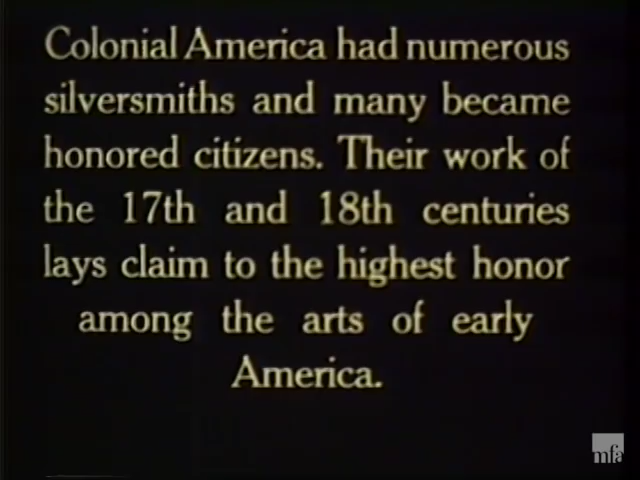 Colonial America had numerous
silversmiths and many became
honored citizens. Their work of
the 17th and 18th centuries
lays claim to the highest honor
among the arts of early
America.
mfa